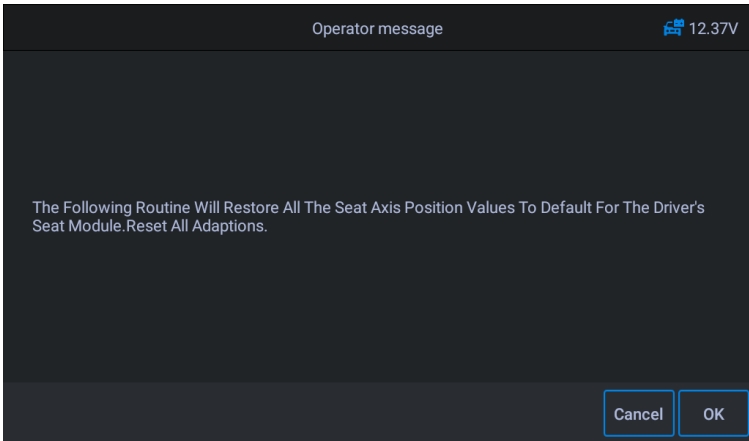 Operator message
12.37V
The Following Routine Will Restore All The Seat Axis Position Values To Default For The Driver's
Seat Module.Reset All Adaptions.
Cancel
OK